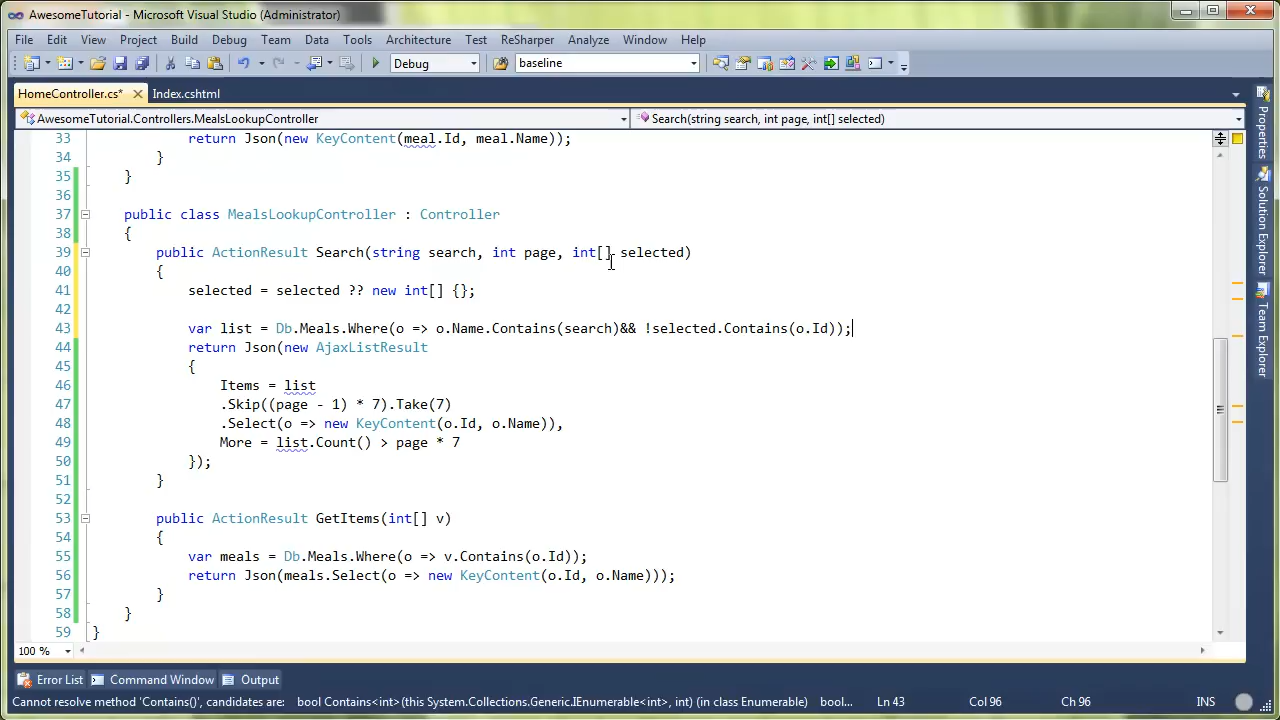 AwesomeTutorial - Microsoft Visual Studio (Administrator)
File Edit View Project Build Debug Team Data Tools Architecture Test ReSharper Analyze Window Help
Debug baseline
HomeController.cs* Index.cshtml
AwesomeTutorial.Controllers.MealsLookupController Search(string search, int page, int[] selected)
33 return Json(new KeyContent(meal.Id, meal.Name));
34 }
35 }
36
37 public class MealsLookupController : Controller
38 {
39 public ActionResult Search(string search, int page, int[] selected)
40 {
41 selected = selected ?? new int[] {};
42
43 var list = Db.Meals.Where(o => o.Name.Contains(search)&& !selected.Contains(o.Id));
44 return Json(new AjaxListResult
45 {
46 Items = list
47 .Skip((page - 1) * 7).Take(7)
48 .Select(o => new KeyContent(o.Id, o.Name)),
49 More = list.Count() > page * 7
50 });
51 }
52
53 public ActionResult GetItems(int[] v)
54 {
55 var meals = Db.Meals.Where(o => v.Contains(o.Id));
56 return Json(meals.Select(o => new KeyContent(o.Id, o.Name)));
57 }
58 }
59 }
100 %
Properties
Solution Explorer
Team Explorer
Error List Command Window Output
Cannot resolve method 'Contains()', candidates are: bool Contains<int>(this System.Collections.Generic.IEnumerable<int>, int) (in class Enumerable) bool... Ln 43 Col 96 Ch 96 INS